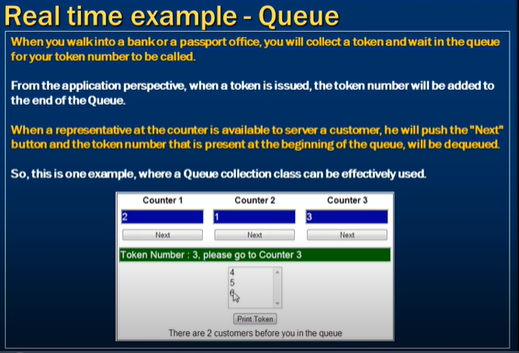 Real time example - Queue
When you walk into a bank or a passport office, you will collect a token and wait in the queue
for your token number to be called.
From the application perspective, when a token is issued, the token number will be added to
the end of the Queue.
When a representative at the counter is available to server a customer, he will push the "Next"
button and the token number that is present at the beginning of the queue, will be dequeued.
So, this is one example, where a Queue collection class can be effectively used.
Counter 1 Counter 2 Counter 3
2 1 3
Next Next Next
Token Number : 3, please go to Counter 3
4
5
6
Print Token
There are 2 customers before you in the queue